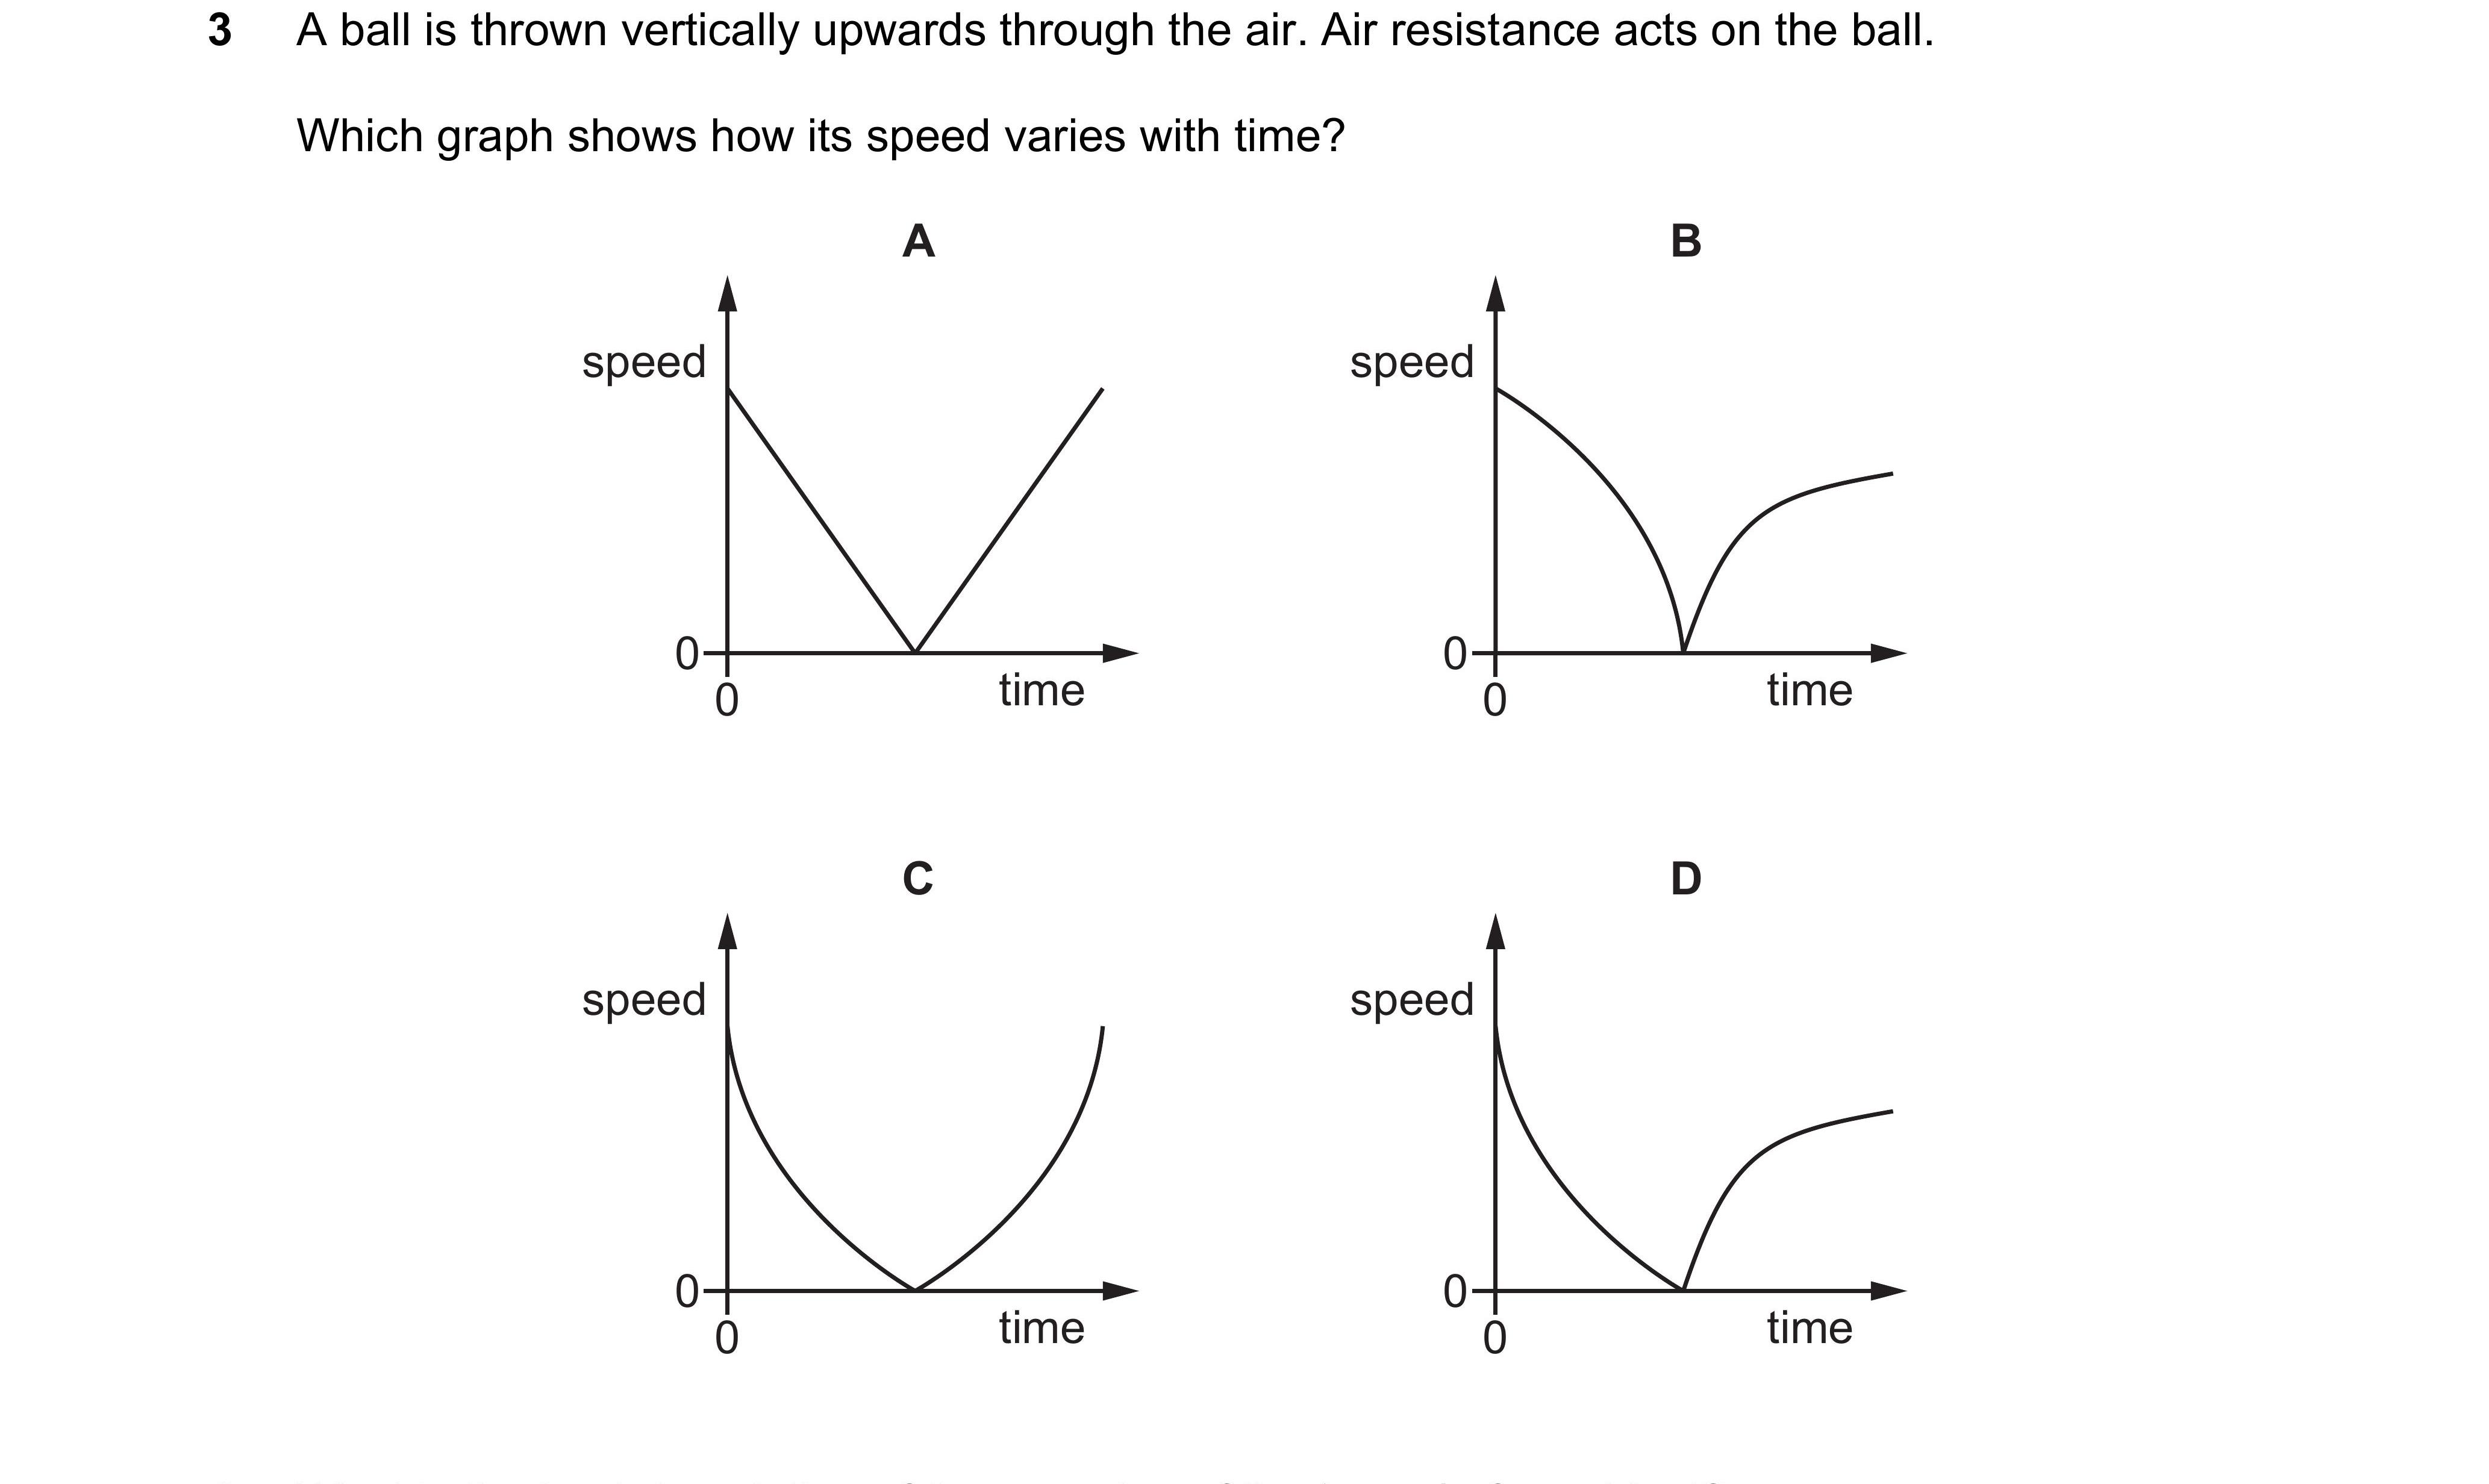 3 A ball is thrown vertically upwards through the air. Air resistance acts on the ball.
Which graph shows how its speed varies with time?
A
B
speed
speed
0
0
time
time
0
0
C
D
speed
speed
0
0
time
time
0
0